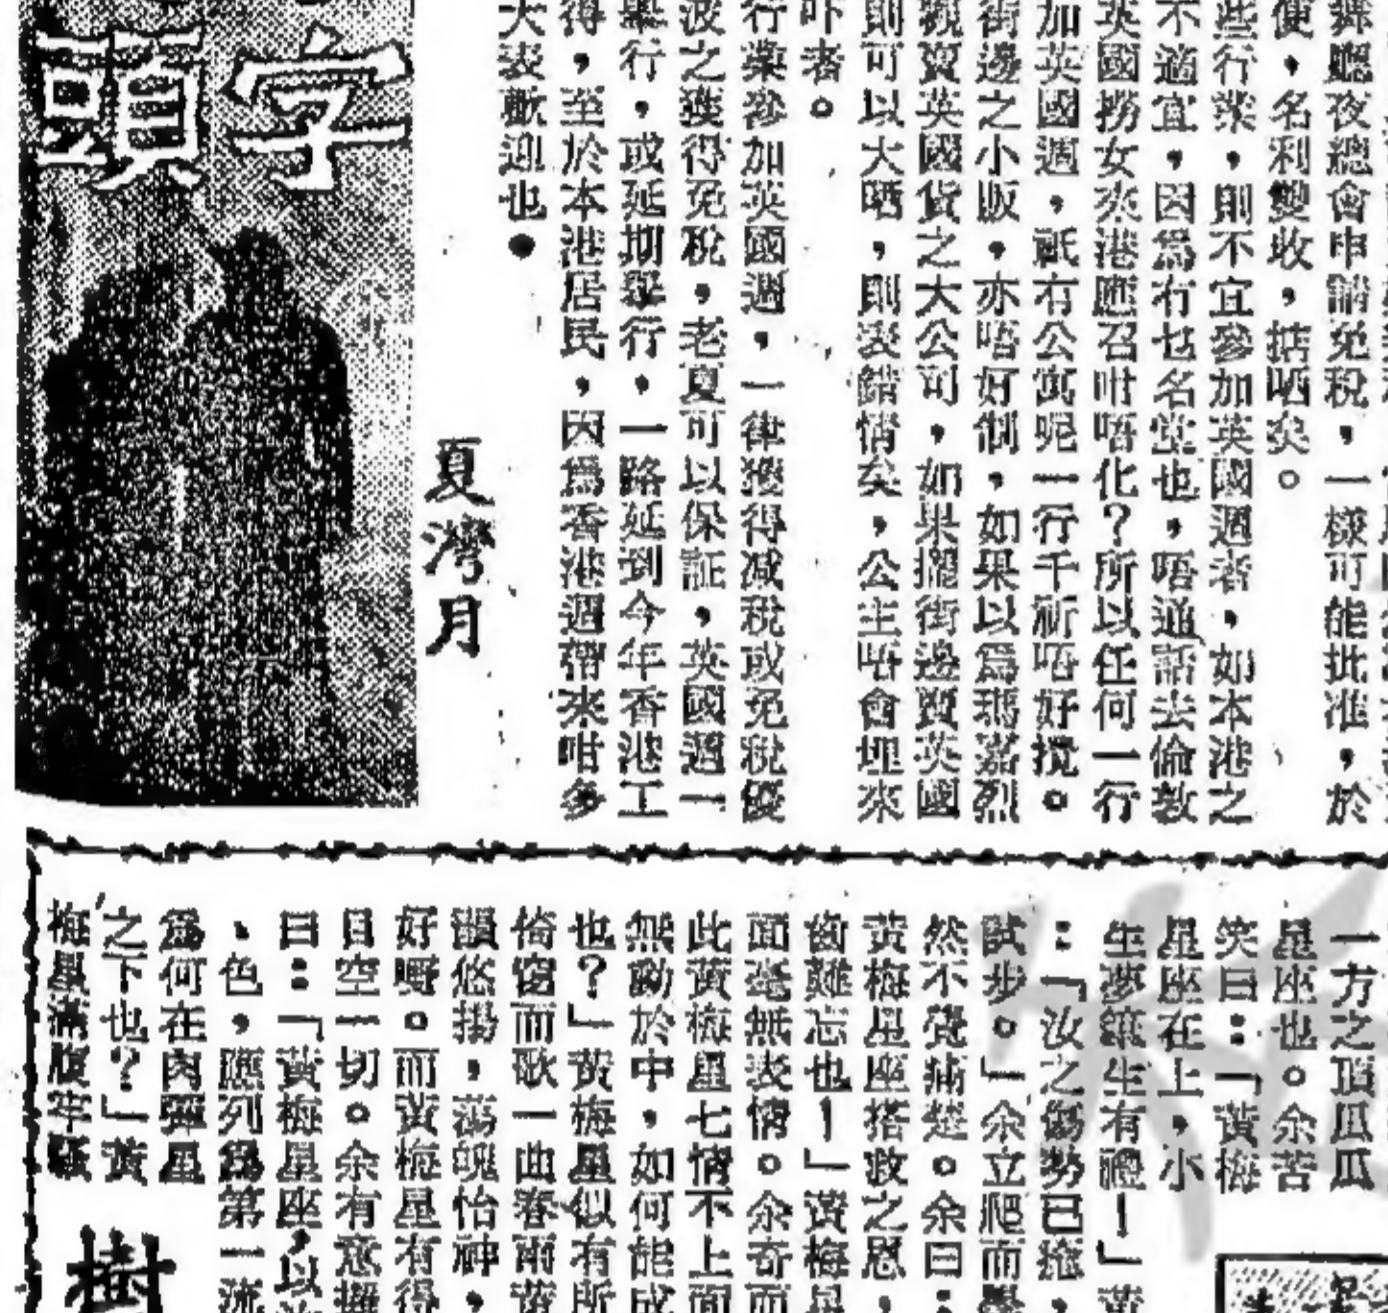 舞廳夜總會申請免稅，一樣可能批准，於
使，名利雙收，掂晒矣。
些行業，則不宜參加英國週者，如本港之
不適宜，因為冇乜名堂也，唔通話去倫敦
英國撈女來港應召咁唔化？所以任何一行
加英國週，祇冇公寓呢一行千祈唔好攪。
街邊之小販，亦唔好制，如果以為瑪嘉烈
觀賣英國貨之大公司，如果擺街邊賣英國
則可以大晒，則表錯情矣，公主唔會埋來
吓者。
行業參加英國週，一律獲得減稅或免稅優
之獲得免稅，老夏可以保証，英國週一
舉行，或延期舉行，一路延到今年香港工
得，至於本港居民，因為香港週帶來咁多
大表歡迎也●
夏灣月
字頭
一方之頂瓜瓜
星座也。余苦
笑曰：「黃梅
星座在上，小
生夢籙生有禮！」黃
：「汝之傷勢已痊，
試步。」余立爬而
然不覺痛楚。余曰：
黃梅星座搭救之恩，
齒難忘也！」黃梅星
面毫無表情。余奇而
此黃梅星七情不上面
無動於中，如何能成
也？」黃梅星似有所
倚窗而歌一曲春雨黃
韻悠揚，蕩魄怡神，
好嘢。而黃梅星有得
目空一切。余有意
曰：「黃梅星座，以
、色，應列為第一流
為何在肉彈星
之下也？」黃
梅星滿腹牢騷
樹